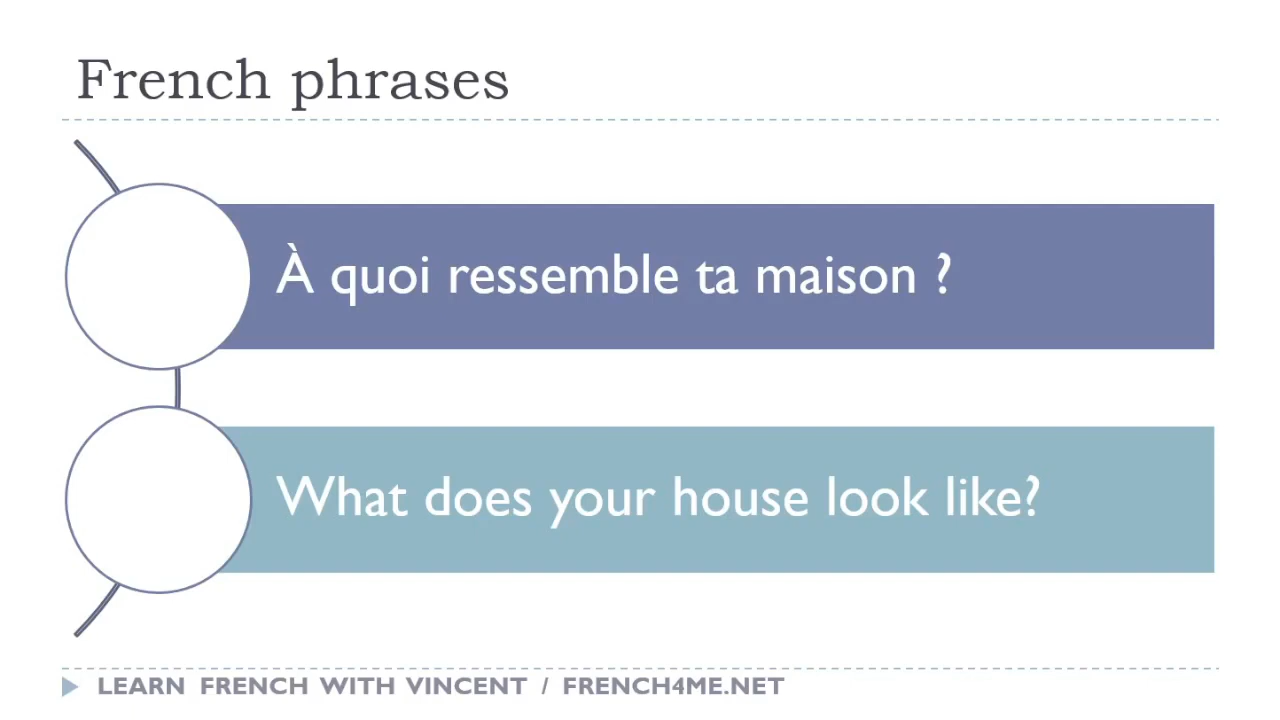 French phrases
À quoi ressemble ta maison ?
What does your house look like?
LEARN FRENCH WITH VINCENT / FRENCH4ME.NET